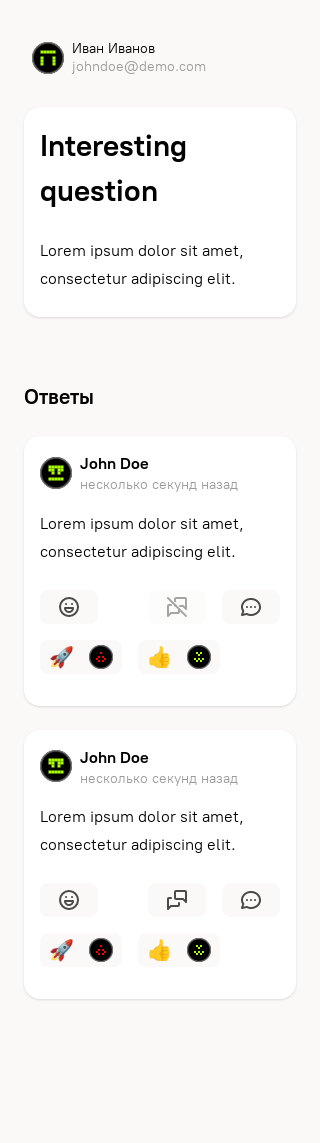 Иван Иванов
johndoe@demo.com
Interesting
question
Lorem ipsum dolor sit amet,
consectetur adipiscing elit.
Ответы
John Doe
несколько секунд назад
Lorem ipsum dolor sit amet,
consectetur adipiscing elit.
John Doe
несколько секунд назад
Lorem ipsum dolor sit amet,
consectetur adipiscing elit.